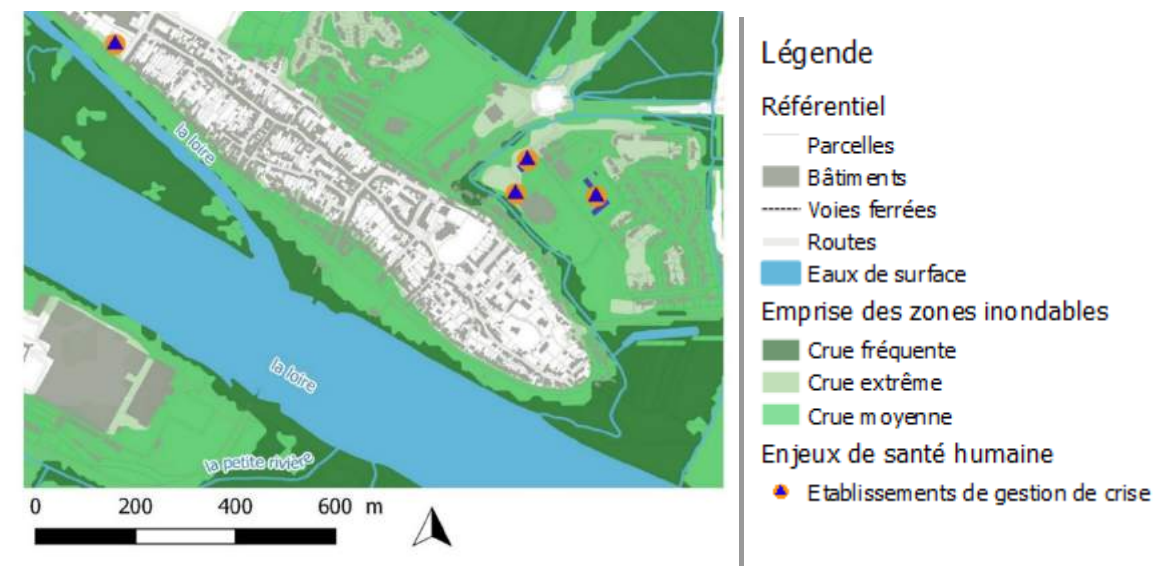 la loire
la loire
la petite rivière
0 200 400 600 m
Légende
Référentiel
Parcelles
Bâtiments
Voies ferrées
Routes
Eaux de surface
Emprise des zones inondables
Crue fréquente
Crue extrême
Crue moyenne
Enjeux de santé humaine
Etablissements de gestion de crise